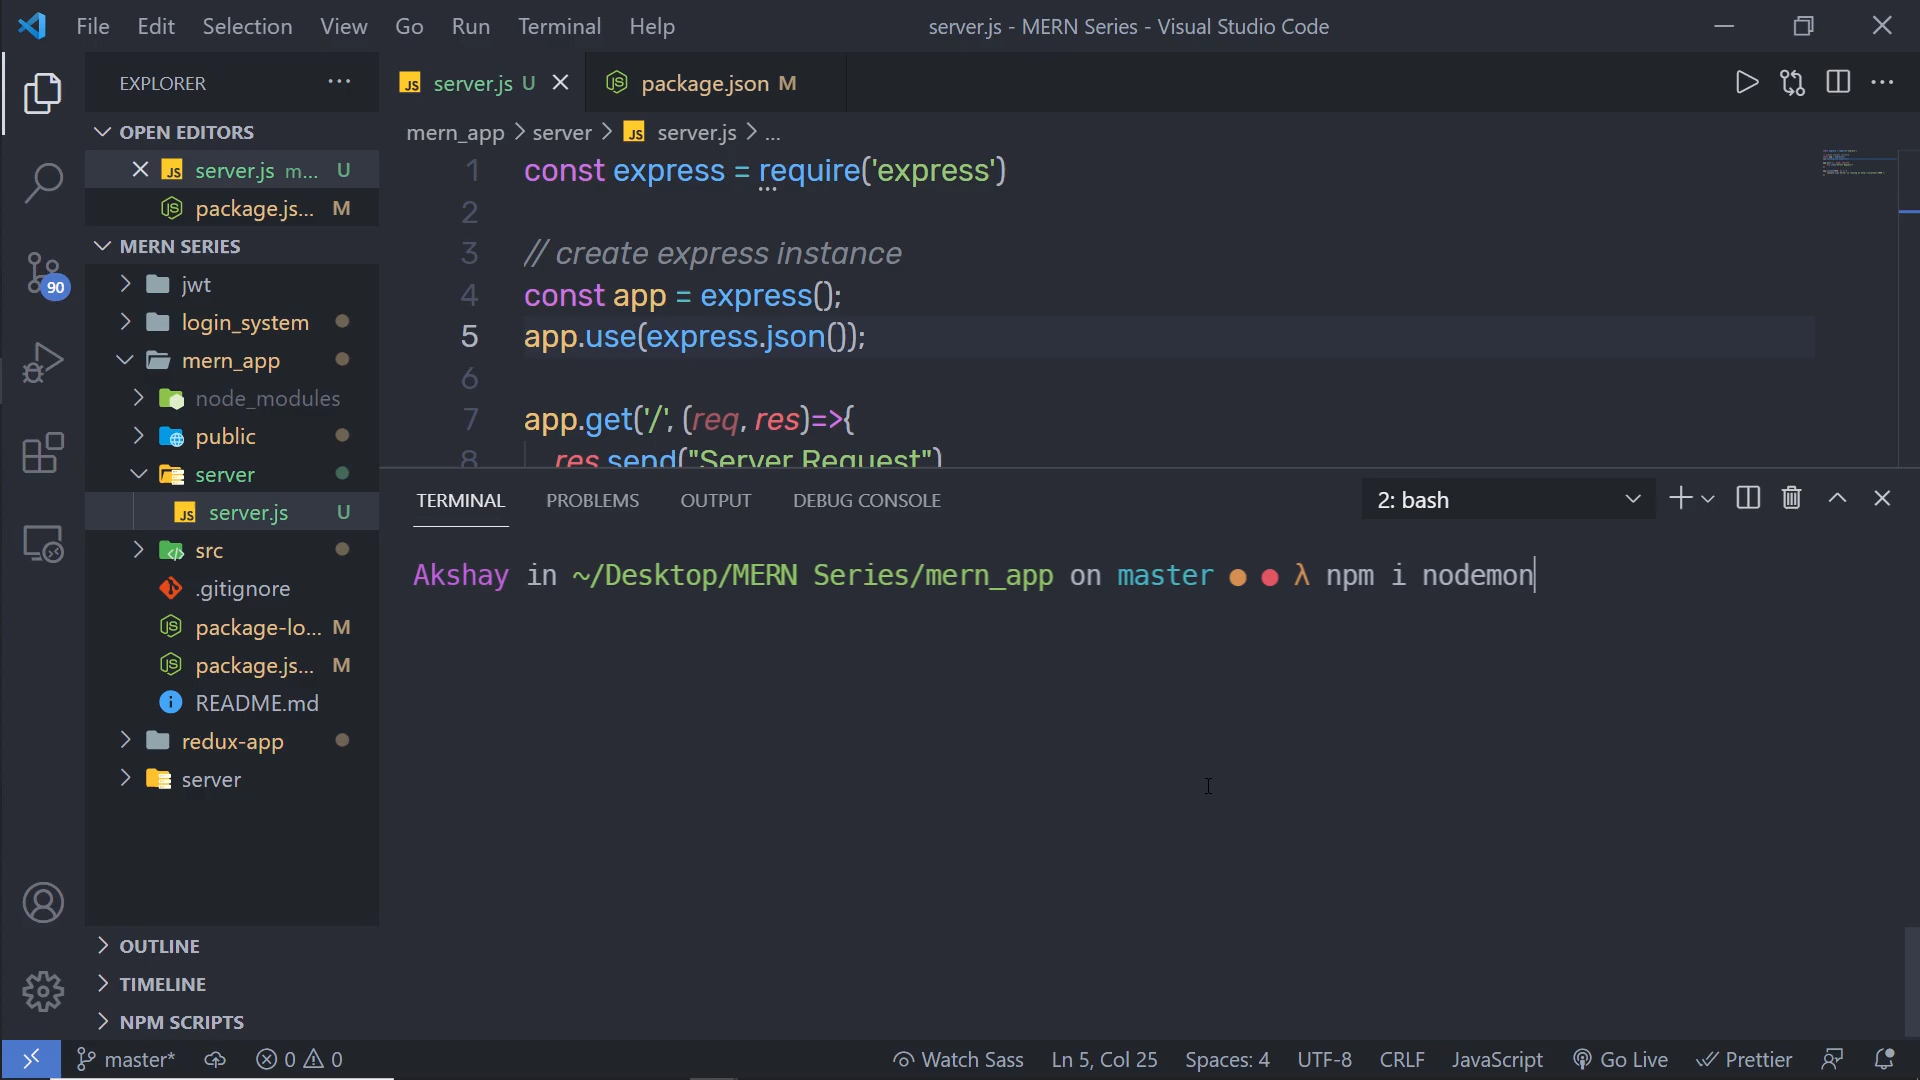 File Edit Selection View Go Run Terminal Help server.js - MERN Series - Visual Studio Code
EXPLORER
OPEN EDITORS
server.js m... U
package.js... M
MERN SERIES
jwt
login_system
mern_app
node_modules
public
server
server.js U
src
.gitignore
package-lo... M
package.js... M
README.md
redux-app
server
OUTLINE
TIMELINE
NPM SCRIPTS
90
server.js U package.json M
mern_app > server > JS server.js > ...
1 const express = require('express')
2
3 // create express instance
4 const app = express();
5 app.use(express.json());
6
7 app.get('/', (req, res)=>{
8 res.send("Server Request")
TERMINAL PROBLEMS OUTPUT DEBUG CONSOLE 2: bash
Akshay in ~/Desktop/MERN Series/mern_app on master ● ● λ npm i nodemon
master* 0 0 Watch Sass Ln 5, Col 25 Spaces: 4 UTF-8 CRLF JavaScript Go Live Prettier